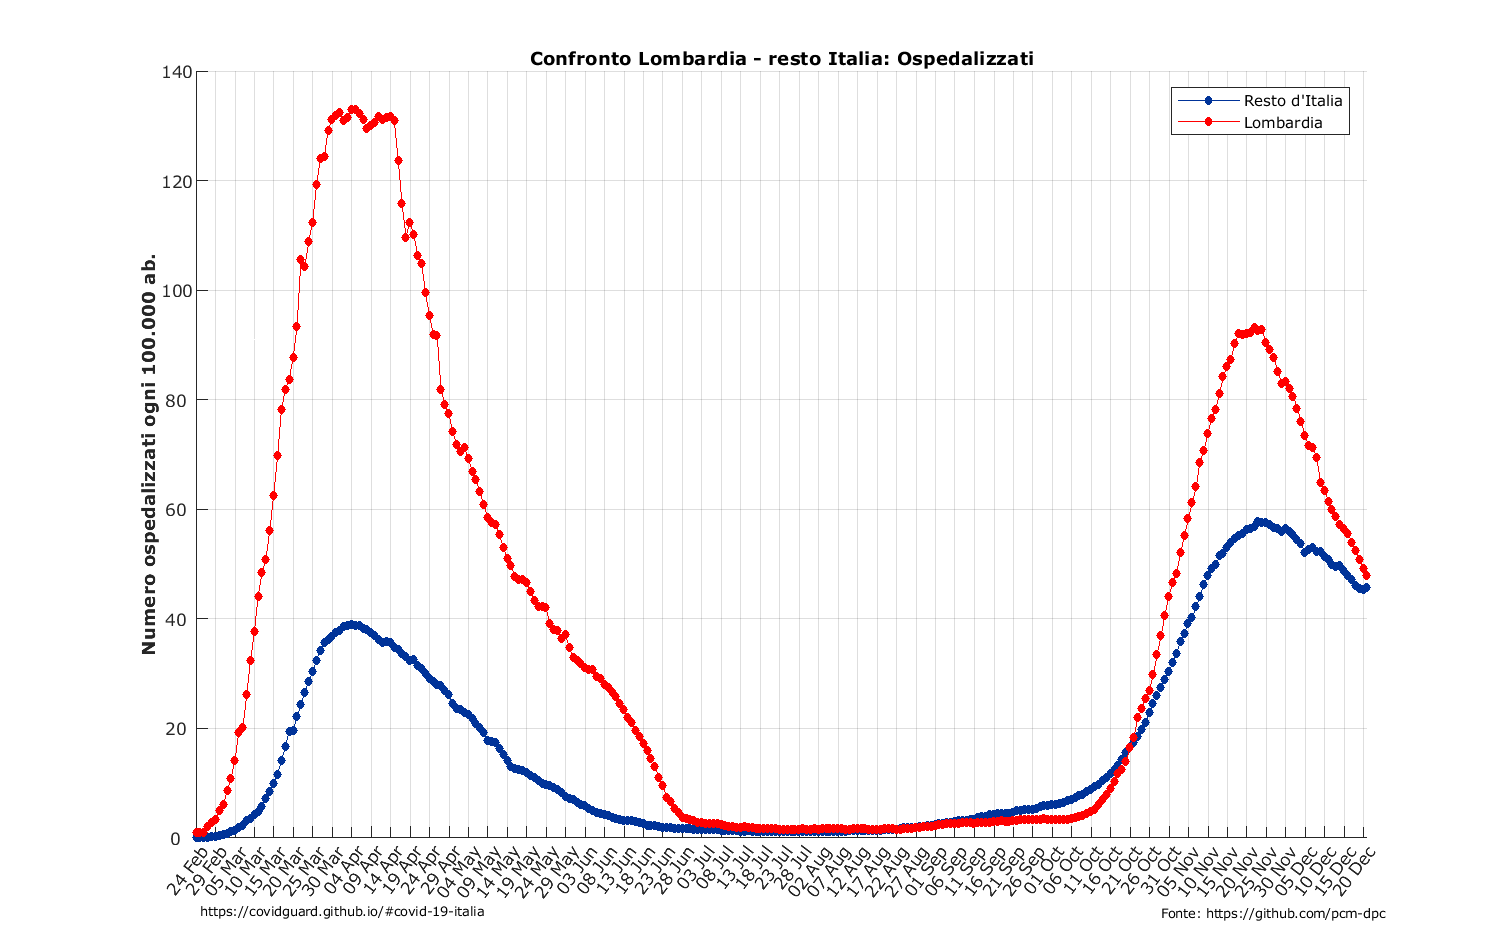 Confronto Lombardia - resto Italia: Ospedalizzati
Resto d'Italia
Lombardia
Numero ospedalizzati ogni 100.000 ab.
140
120
100
80
60
40
20
0
24 Feb
29 Feb
05 Mar
10 Mar
15 Mar
20 Mar
25 Mar
30 Mar
04 Apr
09 Apr
14 Apr
19 Apr
24 Apr
29 Apr
04 May
09 May
14 May
19 May
24 May
29 May
03 Jun
08 Jun
13 Jun
18 Jun
23 Jun
28 Jun
03 Jul
08 Jul
13 Jul
18 Jul
23 Jul
28 Jul
02 Aug
07 Aug
12 Aug
17 Aug
22 Aug
27 Aug
01 Sep
06 Sep
11 Sep
16 Sep
21 Sep
26 Sep
01 Oct
06 Oct
11 Oct
16 Oct
21 Oct
26 Oct
31 Oct
05 Nov
10 Nov
15 Nov
20 Nov
25 Nov
30 Nov
05 Dec
10 Dec
15 Dec
20 Dec
https://covidguard.github.io/#covid-19-italia
Fonte: https://github.com/pcm-dpc